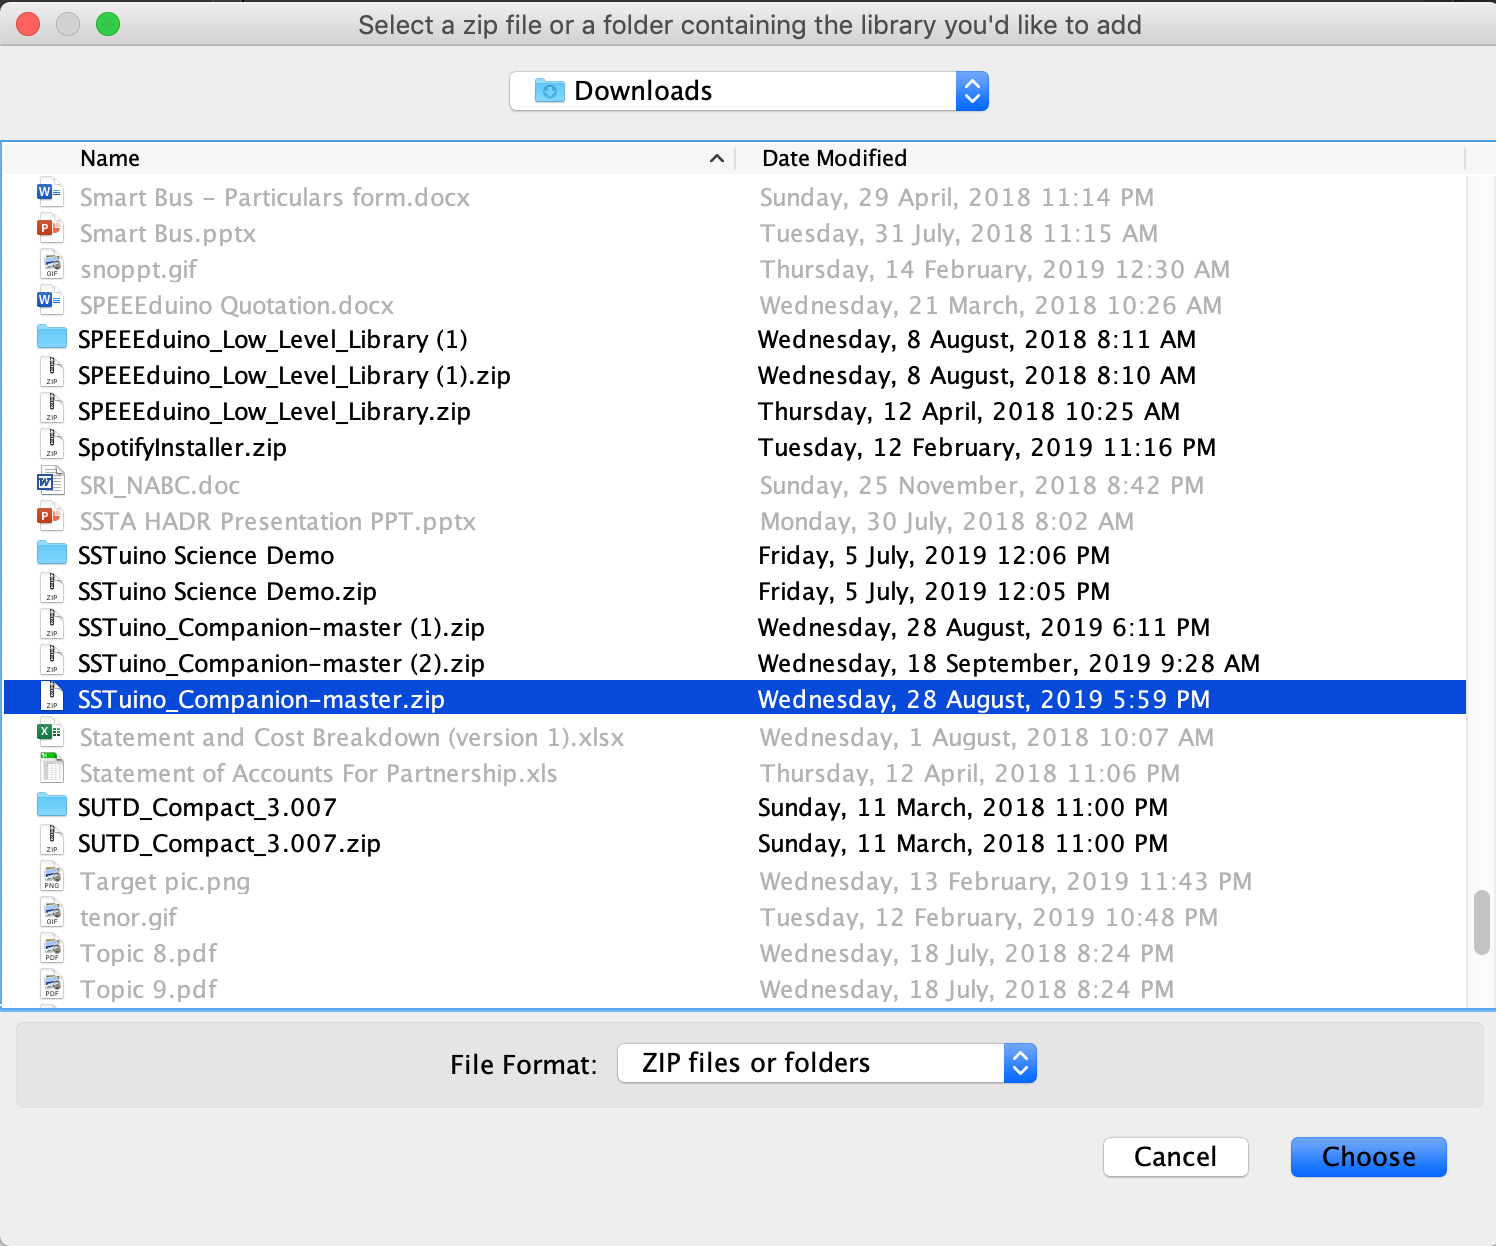 Select a zip file or a folder containing the library you'd like to add
Downloads
Name Date Modified
Smart Bus – Particulars form.docx Sunday, 29 April, 2018 11:14 PM
Smart Bus.pptx Tuesday, 31 July, 2018 11:15 AM
snoppt.gif Thursday, 14 February, 2019 12:30 AM
SPEEEduino Quotation.docx Wednesday, 21 March, 2018 10:26 AM
SPEEEduino_Low_Level_Library (1) Wednesday, 8 August, 2018 8:11 AM
SPEEEduino_Low_Level_Library (1).zip Wednesday, 8 August, 2018 8:10 AM
SPEEEduino_Low_Level_Library.zip Thursday, 12 April, 2018 10:25 AM
SpotifyInstaller.zip Tuesday, 12 February, 2019 11:16 PM
SRI_NABC.doc Sunday, 25 November, 2018 8:42 PM
SSTA HADR Presentation PPT.pptx Monday, 30 July, 2018 8:02 AM
SSTuino Science Demo Friday, 5 July, 2019 12:06 PM
SSTuino Science Demo.zip Friday, 5 July, 2019 12:05 PM
SSTuino_Companion-master (1).zip Wednesday, 28 August, 2019 6:11 PM
SSTuino_Companion-master (2).zip Wednesday, 18 September, 2019 9:28 AM
SSTuino_Companion-master.zip Wednesday, 28 August, 2019 5:59 PM
Statement and Cost Breakdown (version 1).xlsx Wednesday, 1 August, 2018 10:07 AM
Statement of Accounts For Partnership.xls Thursday, 12 April, 2018 11:06 PM
SUTD_Compact_3.007 Sunday, 11 March, 2018 11:00 PM
SUTD_Compact_3.007.zip Sunday, 11 March, 2018 11:00 PM
Target pic.png Wednesday, 13 February, 2019 11:43 PM
tenor.gif Tuesday, 12 February, 2019 10:48 PM
Topic 8.pdf Wednesday, 18 July, 2018 8:24 PM
Topic 9.pdf Wednesday, 18 July, 2018 8:24 PM
File Format: ZIP files or folders
Cancel Choose